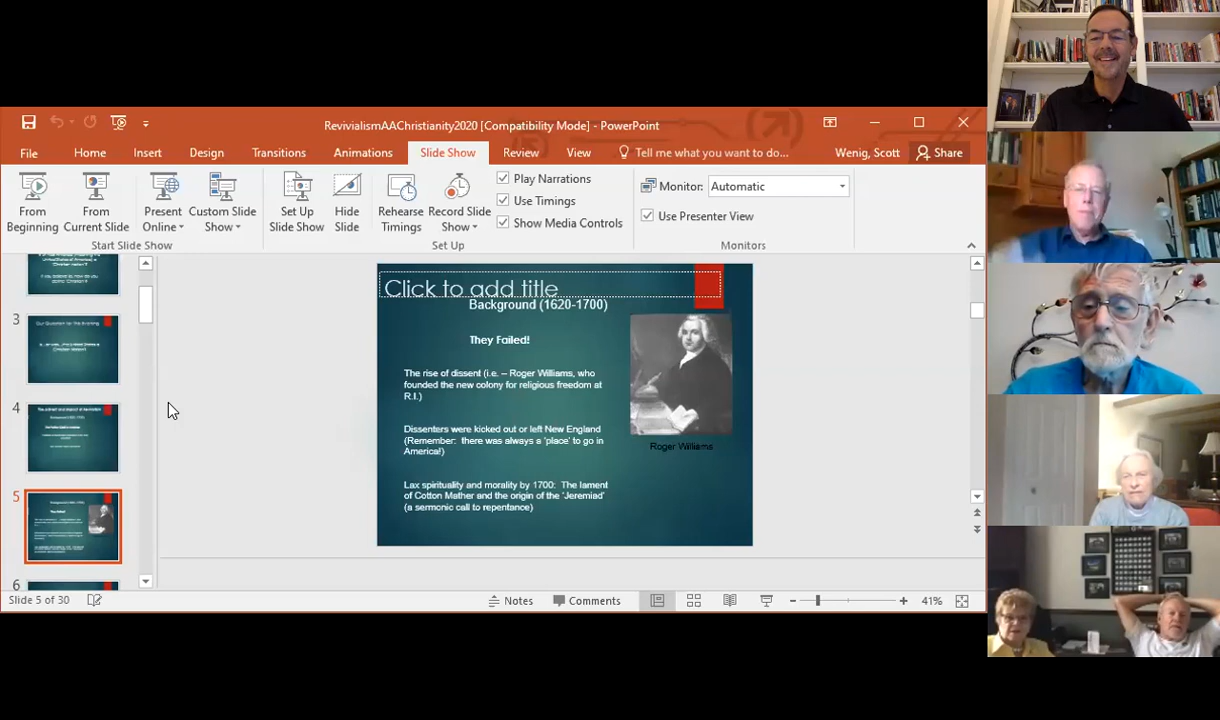 RevivialismAAChristianity2020 [Compatibility Mode] - PowerPoint
File Home Insert Design Transitions Animations Slide Show Review View Tell me what you want to do... Wenig, Scott Share
From Beginning
From Current Slide
Present Online
Custom Slide Show
Start Slide Show
Set Up Slide Show
Hide Slide
Rehearse Timings
Record Slide Show
Play Narrations
Use Timings
Show Media Controls
Set Up
Monitor: Automatic
Use Presenter View
Monitors
3
Our Question for The Evening
4
5
6
Click to add title
Background (1620-1700)
They Failed!
The rise of dissent (i.e. – Roger Williams, who
founded the new colony for religious freedom at
R.I.)
Dissenters were kicked out or left New England
(Remember: there was always a 'place' to go in
America!)
Lax spirituality and morality by 1700: The lament
of Cotton Mather and the origin of the 'Jeremiad'
(a sermonic call to repentance)
Roger Williams
Slide 5 of 30 Notes Comments 41%